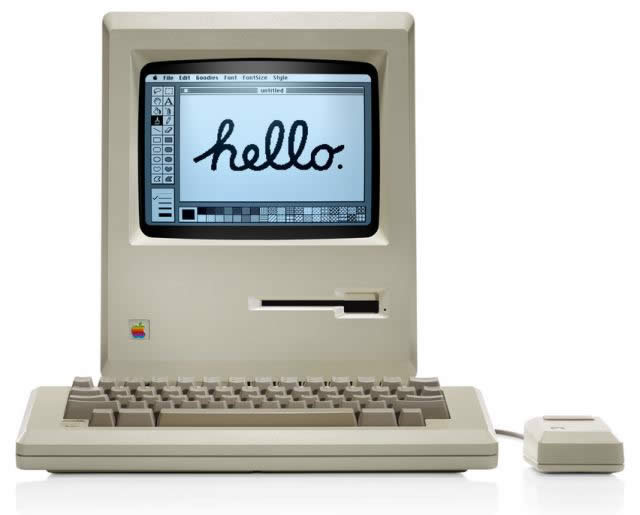 File Edit Goodies Font FontSize Style
untitled
A
hello.